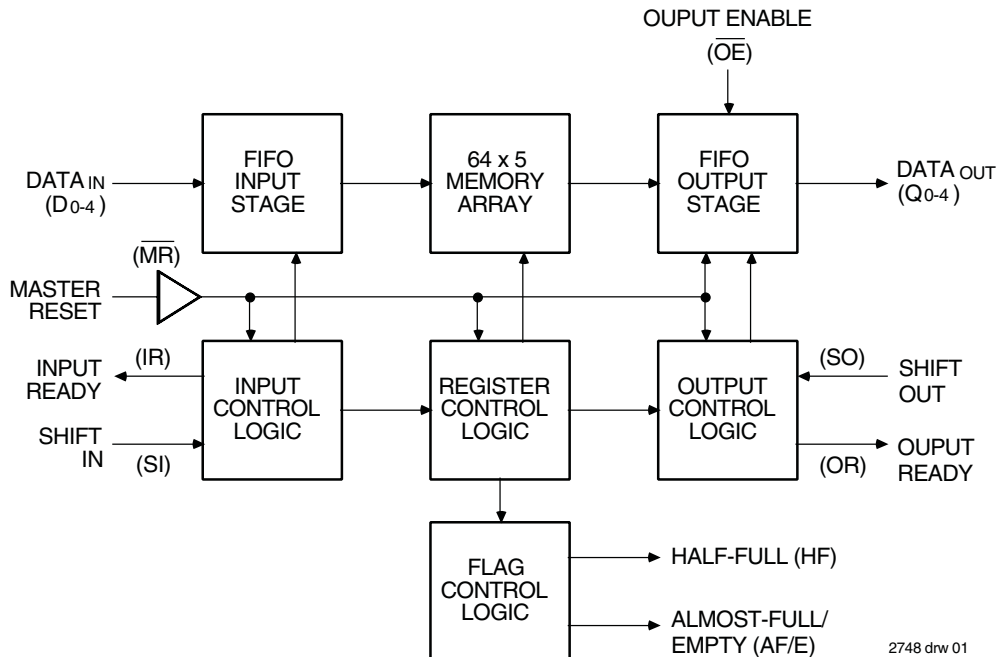 OUPUT ENABLE
(OE)
FIFO
INPUT
STAGE
64 x 5
MEMORY
ARRAY
FIFO
OUTPUT
STAGE
DATA IN
(D0-4)
DATA OUT
(Q0-4)
(MR)
MASTER
RESET
(IR)
INPUT
READY
SHIFT
IN
(SI)
INPUT
CONTROL
LOGIC
REGISTER
CONTROL
LOGIC
OUTPUT
CONTROL
LOGIC
(SO)
SHIFT
OUT
(OR)
OUPUT
READY
FLAG
CONTROL
LOGIC
HALF-FULL (HF)
ALMOST-FULL/
EMPTY (AF/E)
2748 drw 01